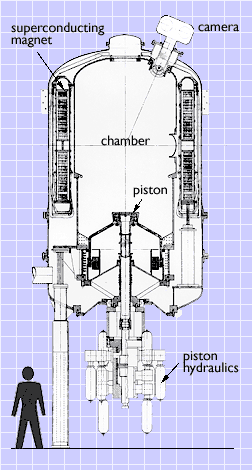 superconducting
magnet
camera
chamber
piston
piston
hydraulics